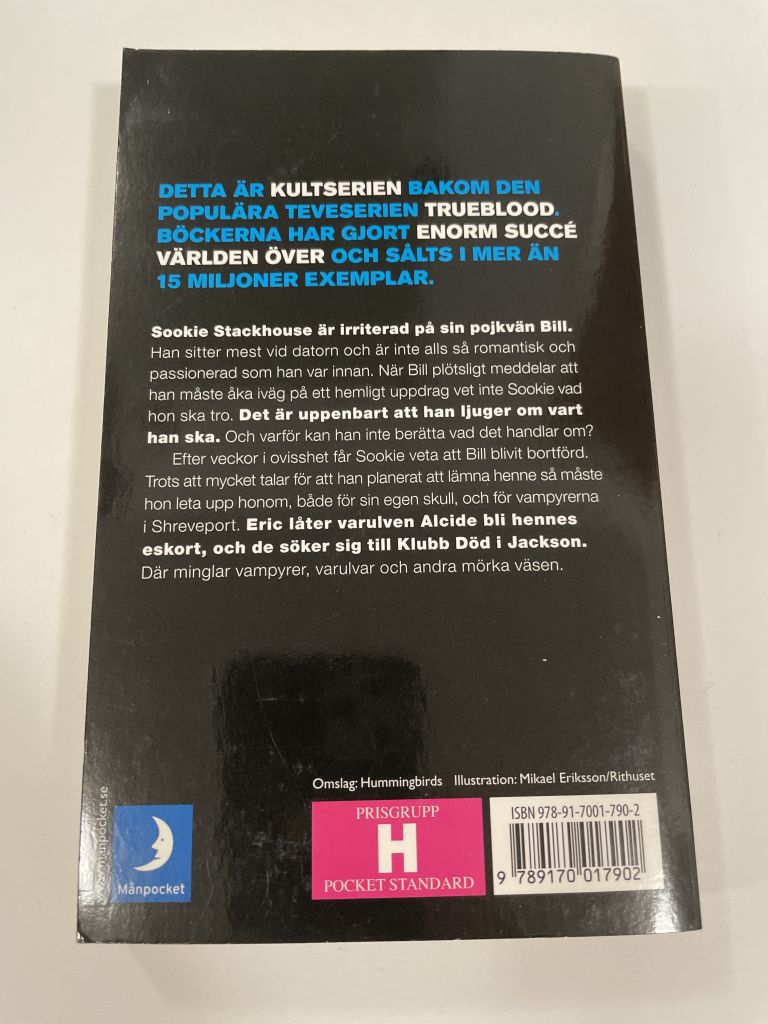 DETTA ÄR KULTSERIEN BAKOM DEN
POPULÄRA TEVESERIEN TRUEBLOOD.
BÖCKERNA HAR GJORT ENORM SUCCÉ
VÄRLDEN ÖVER OCH SÅLTS I MER ÄN
15 MILJONER EXEMPLAR.
Sookie Stackhouse är irriterad på sin pojkvän Bill.
Han sitter mest vid datorn och är inte alls så romantisk och
passionerad som han var innan. När Bill plötsligt meddelar att
han måste åka iväg på ett hemligt uppdrag vet inte Sookie vad
hon ska tro. Det är uppenbart att han ljuger om vart
han ska. Och varför kan han inte berätta vad det handlar om?
Efter veckor i ovisshet får Sookie veta att Bill blivit bortförd.
Trots att mycket talar för att han planerat att lämna henne så måste
hon leta upp honom, både för sin egen skull, och för vampyrerna
i Shreveport. Eric låter varulven Alcide bli hennes
eskort, och de söker sig till Klubb Död i Jackson.
Där minglar vampyrer, varulvar och andra mörka väsen.
Omslag: Hummingbirds Illustration: Mikael Eriksson/Rithuset
www.manpocket.se
Månpocket
PRISGRUPP
H
POCKET STANDARD
ISBN 978-91-7001-790-2
9 789170 017902